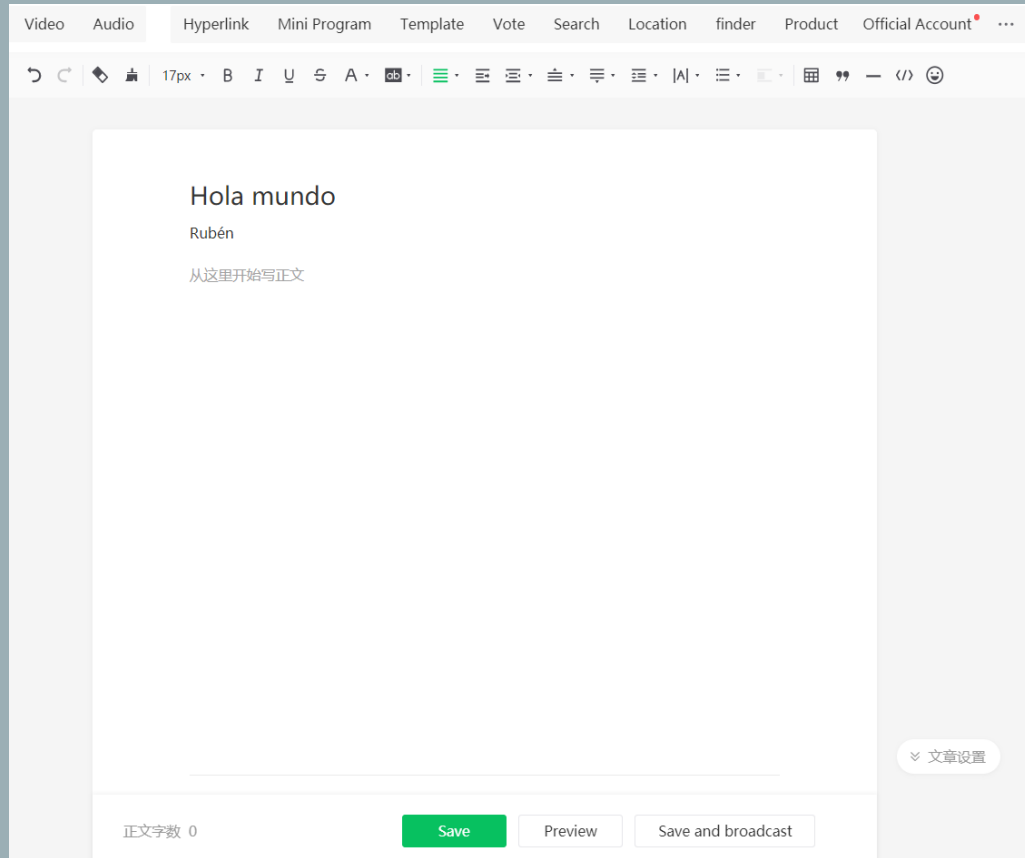 Video Audio Hyperlink Mini Program Template Vote Search Location finder Product Official Account ···
17px B I U S A ab |A| </>
Hola mundo
Rubén
从这里开始写正文
文章设置
正文字数 0 Save Preview Save and broadcast